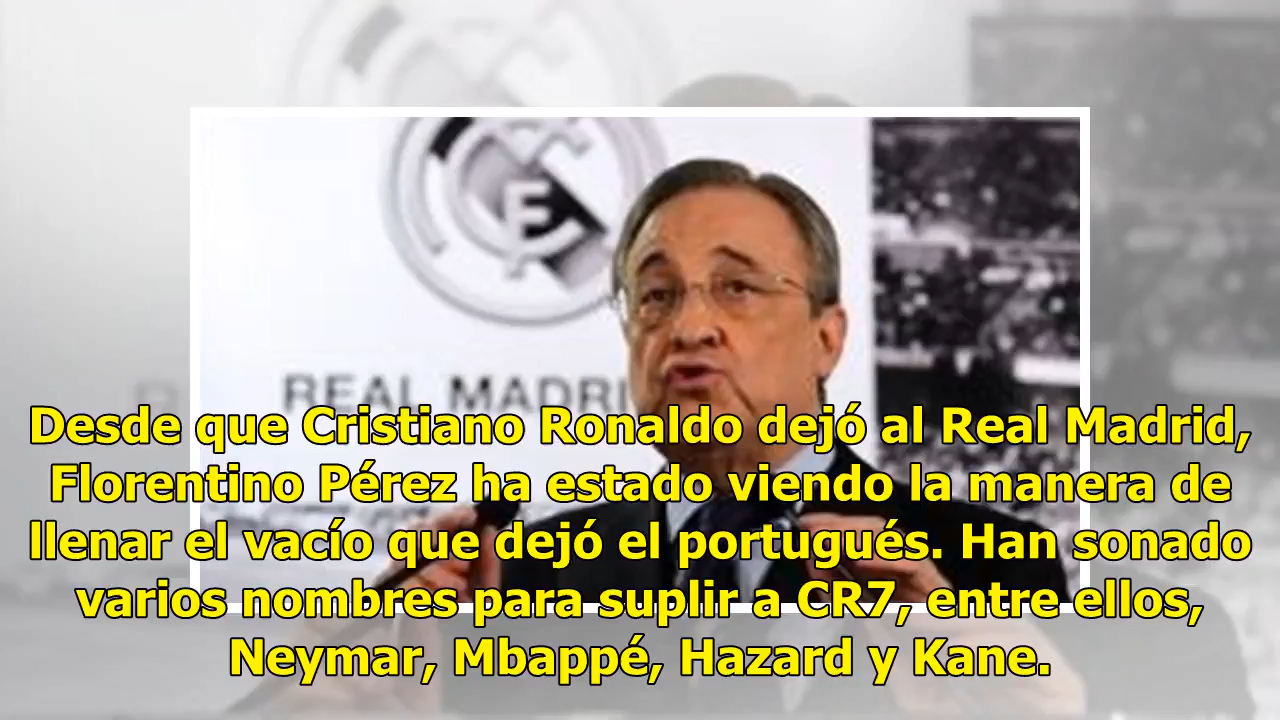 REAL MADRI
Desde que Cristiano Ronaldo dejó al Real Madrid,
Florentino Pérez ha estado viendo la manera de
llenar el vacío que dejó el portugués. Han sonado
varios nombres para suplir a CR7, entre ellos,
Neymar, Mbappé, Hazard y Kane.